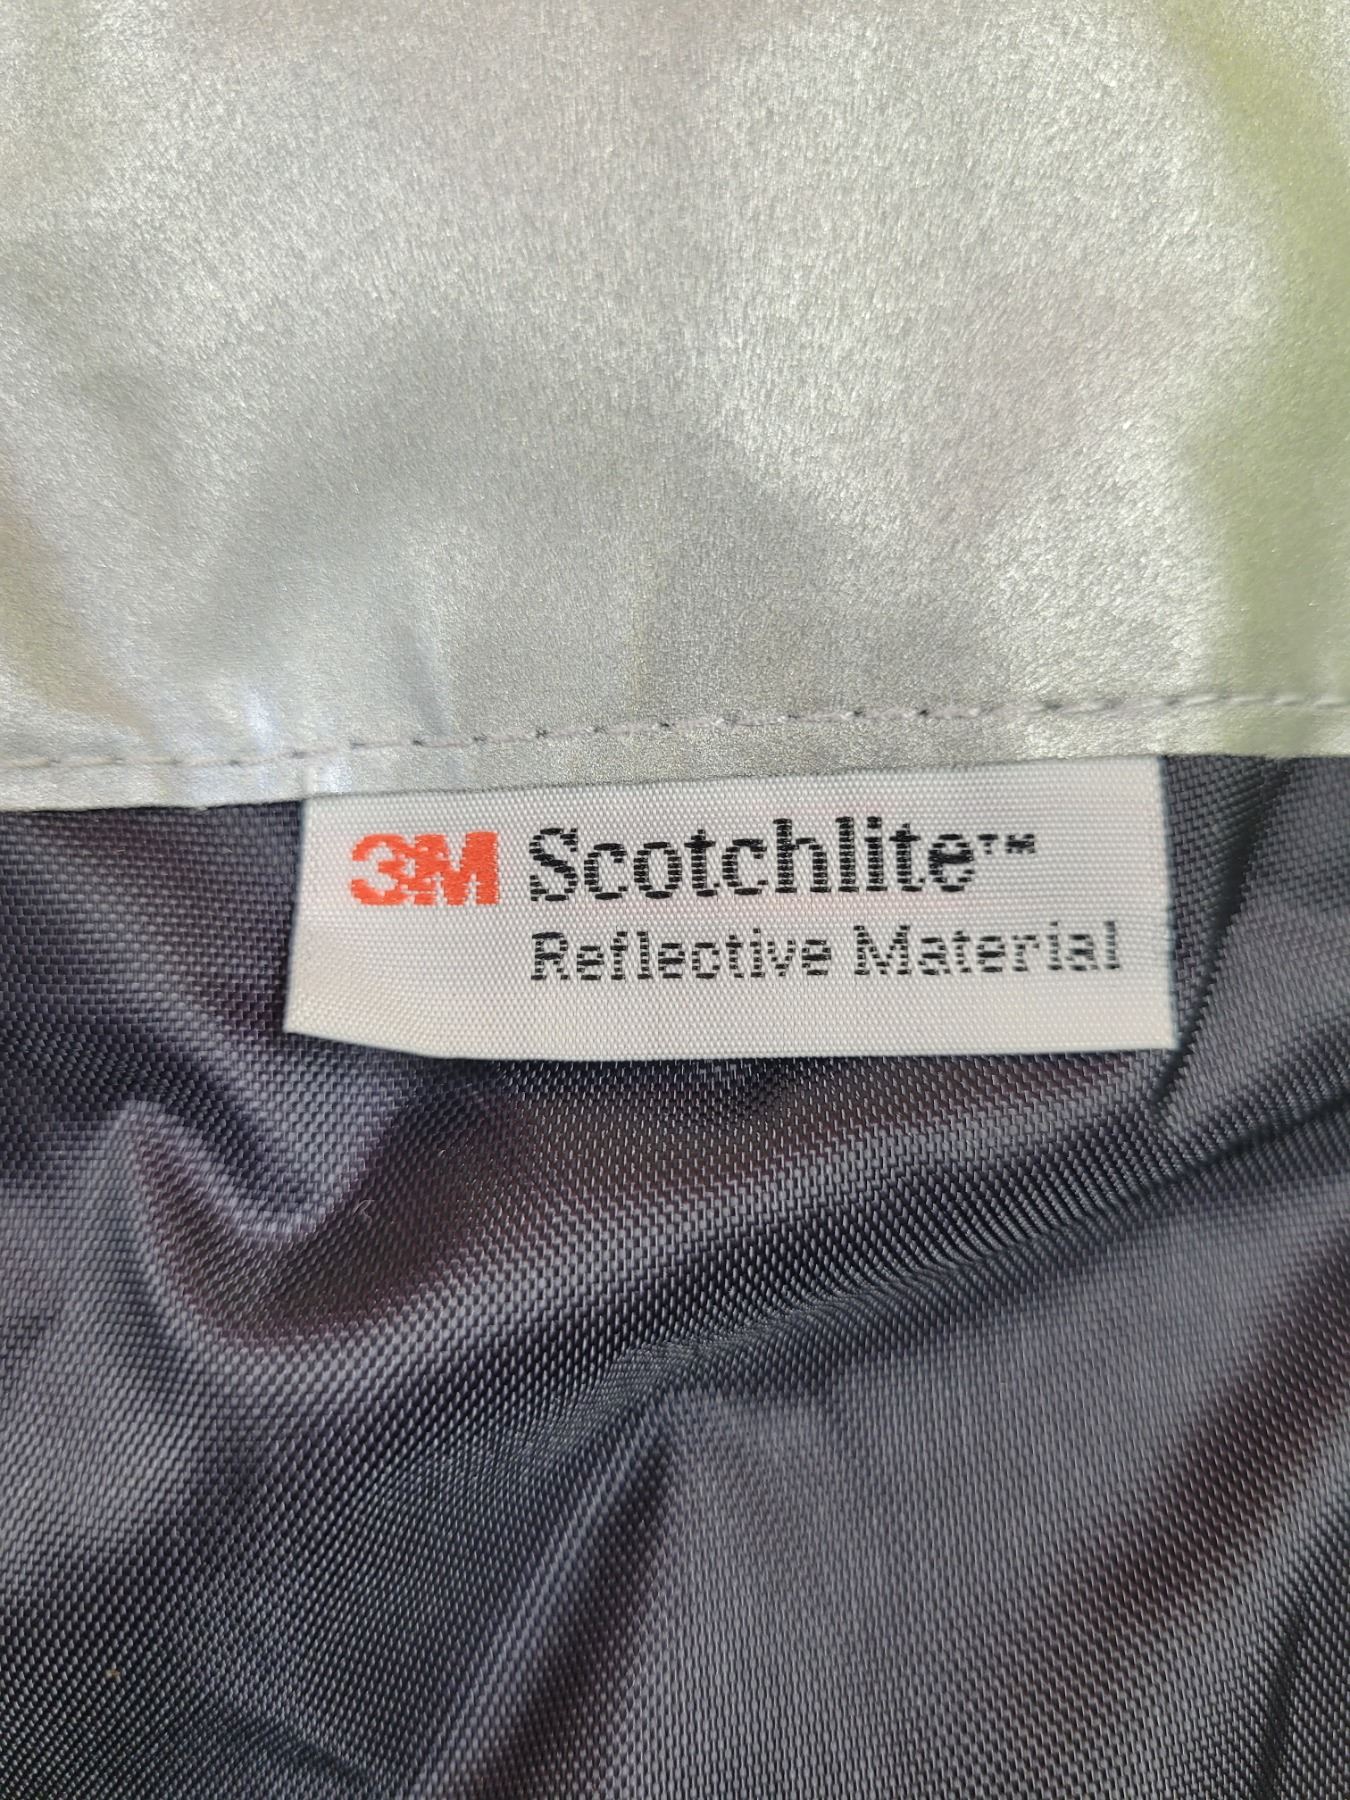 3M Scotchlite™
Reflective Material